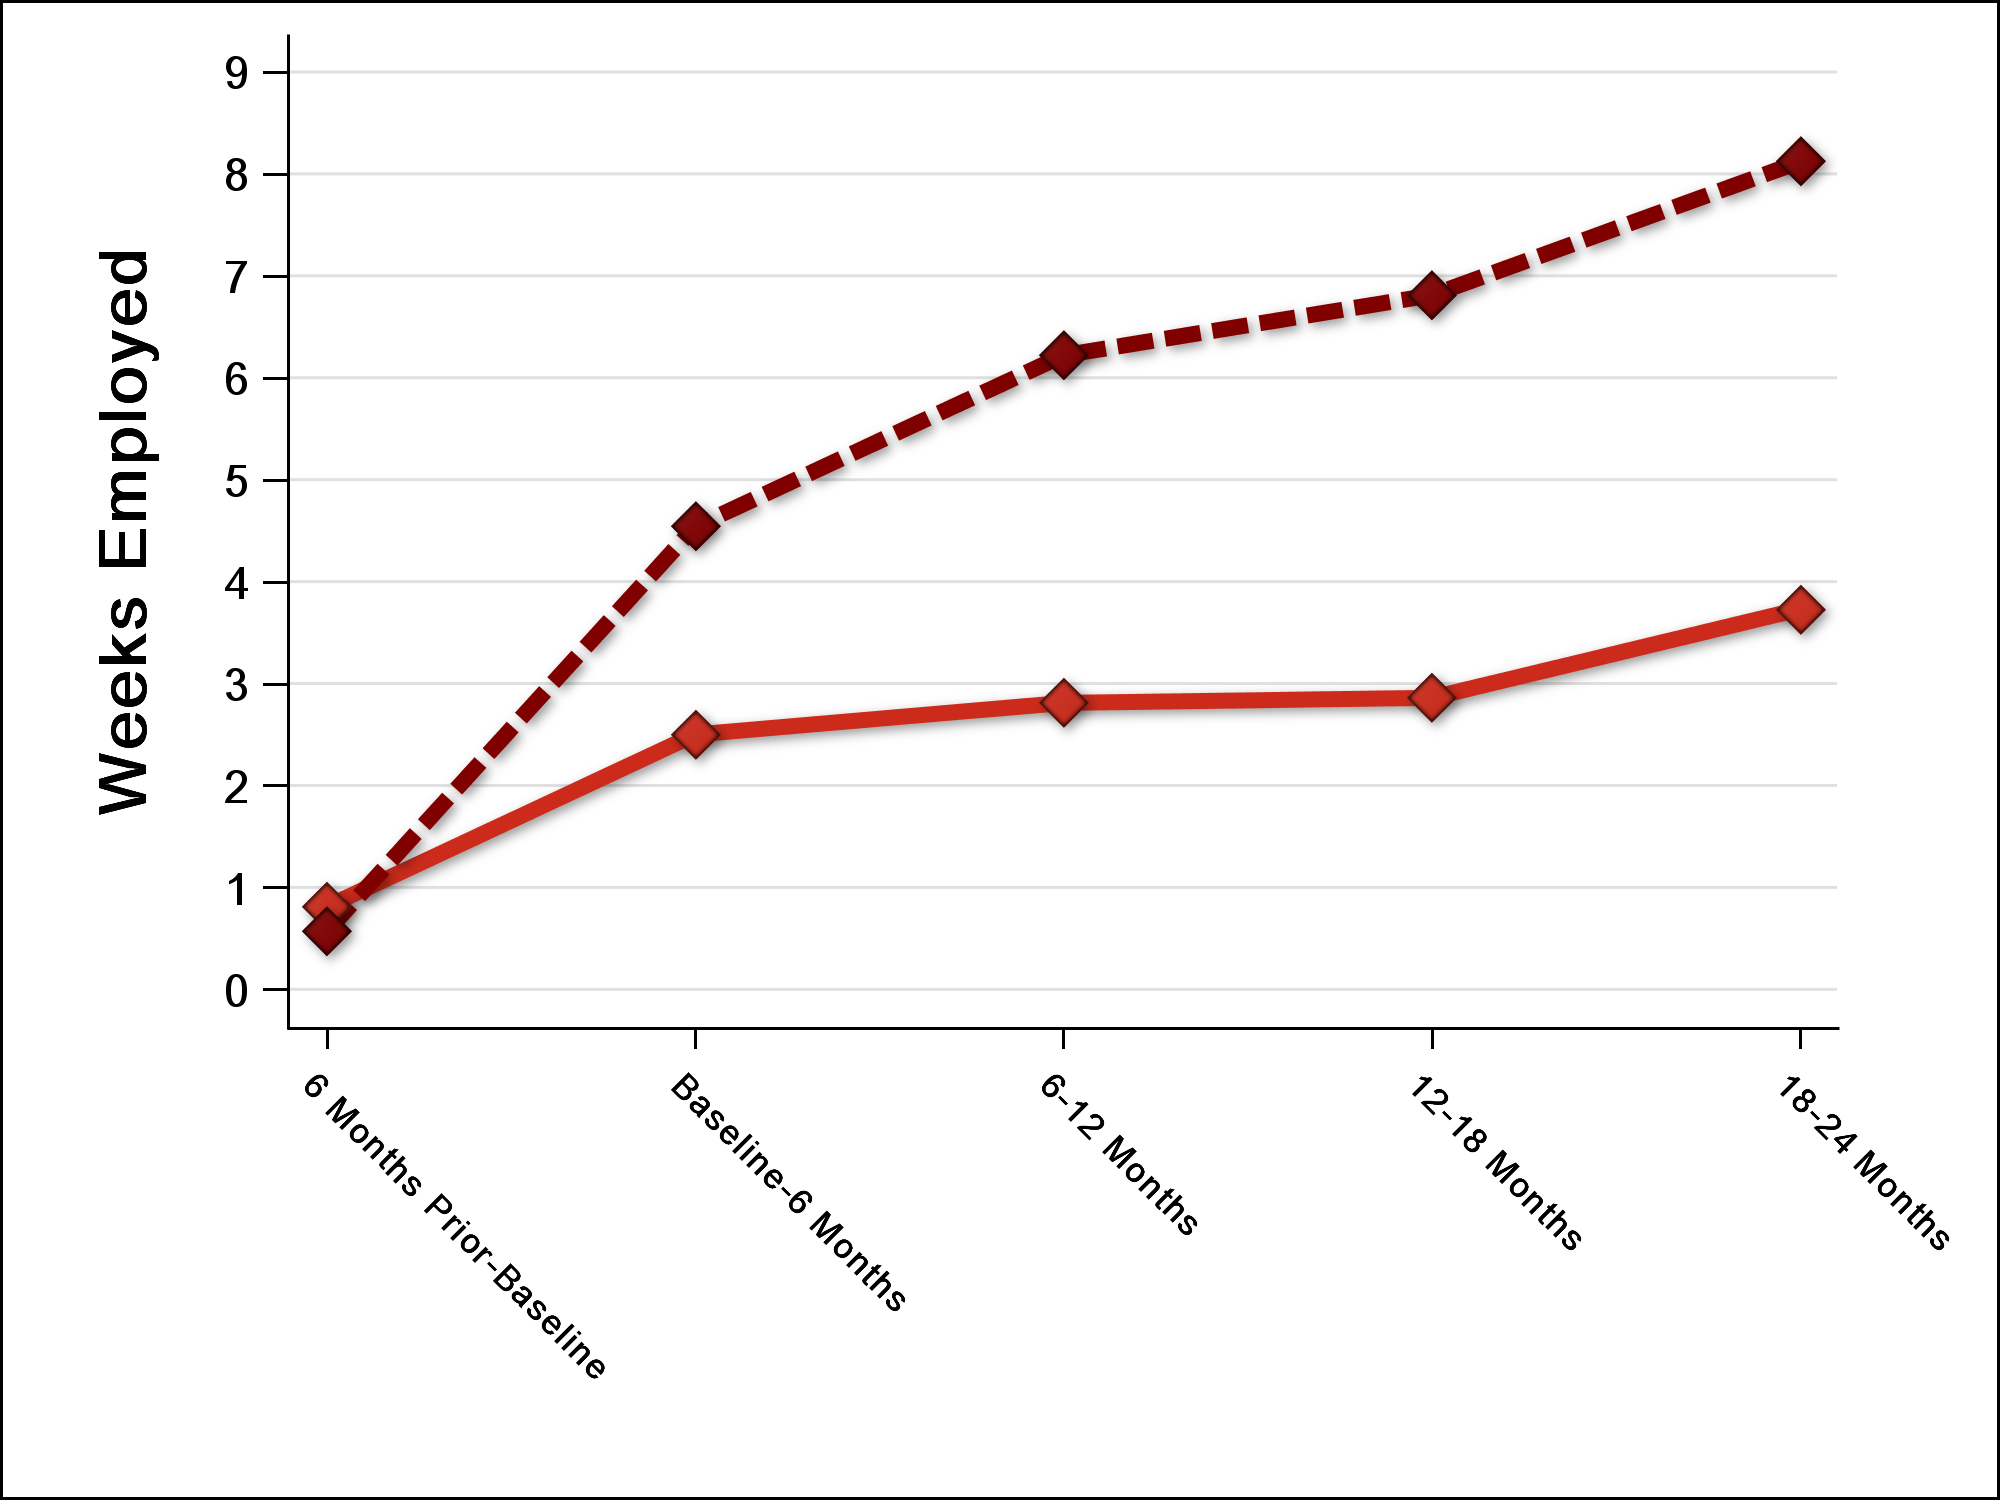 Weeks Employed
9
8
7
6
5
4
3
2
1
0
6 Months Prior-Baseline
Baseline-6 Months
6-12 Months
12-18 Months
18-24 Months